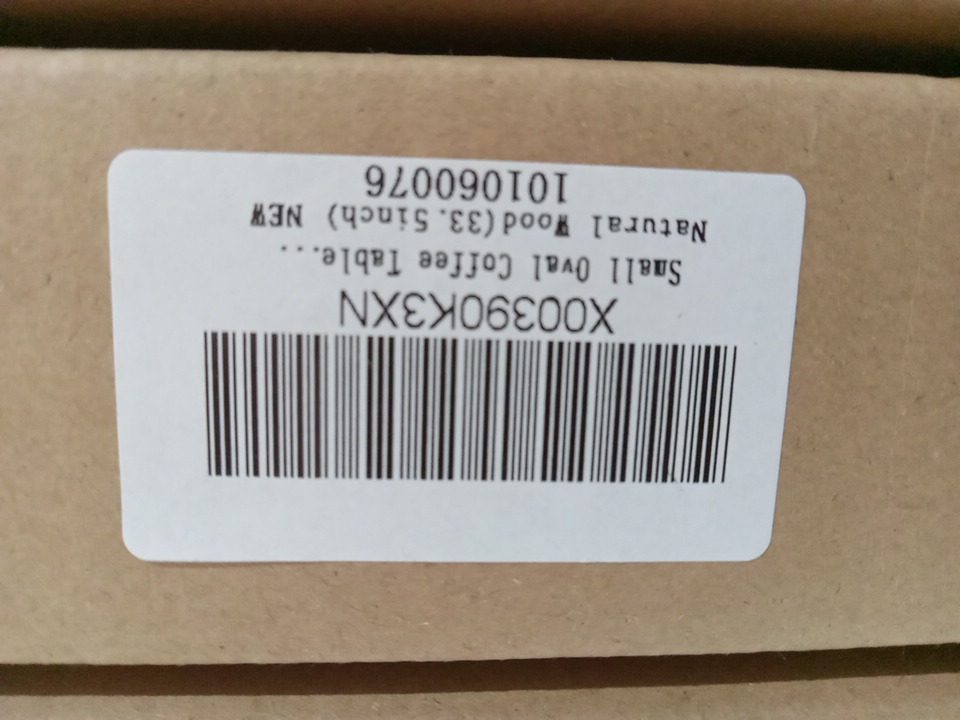 X00390K3XN
Small Oval Coffee Table...
Natural Wood(33.5inch) NEW
101060076